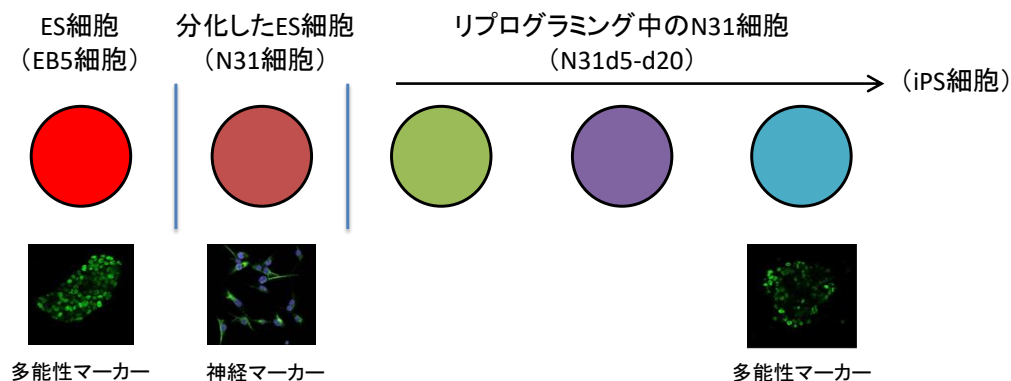 ES細胞
（EB5細胞）
分化したES細胞
（N31細胞）
リプログラミング中のN31細胞
（N31d5-d20）
（iPS細胞）
多能性マーカー
神経マーカー
多能性マーカー